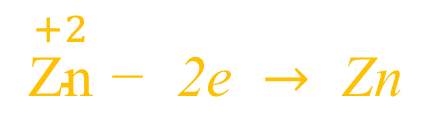 +2
Zn − 2e → Zn